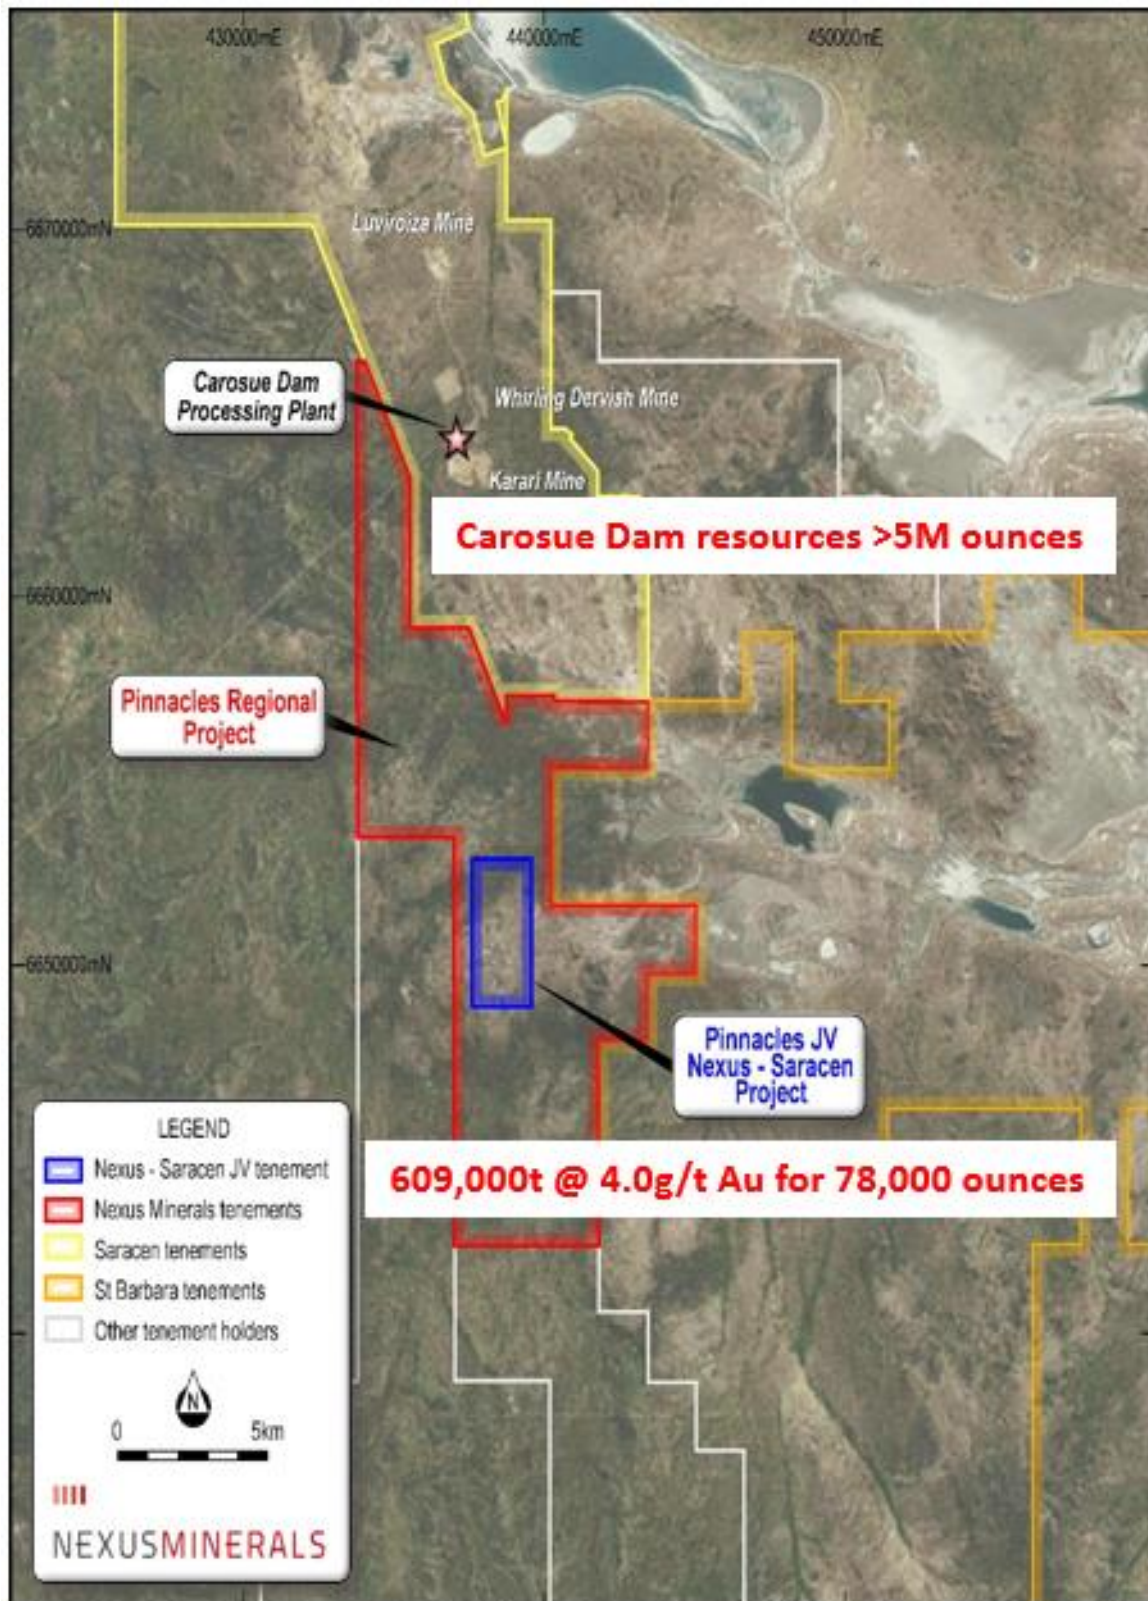 430000mE
440000mE
450000mE
6670000mN
Luviroiza Mine
Carosue Dam
Processing Plant
Whirling Dervish Mine
Karari Mine
Carosue Dam resources >5M ounces
6660000mN
Pinnacles Regional
Project
6650000mN
Pinnacles JV
Nexus - Saracen
Project
609,000t @ 4.0g/t Au for 78,000 ounces
LEGEND
Nexus - Saracen JV tenement
Nexus Minerals tenements
Saracen tenements
St Barbara tenements
Other tenement holders
N
0 5km
NEXUSMINERALS